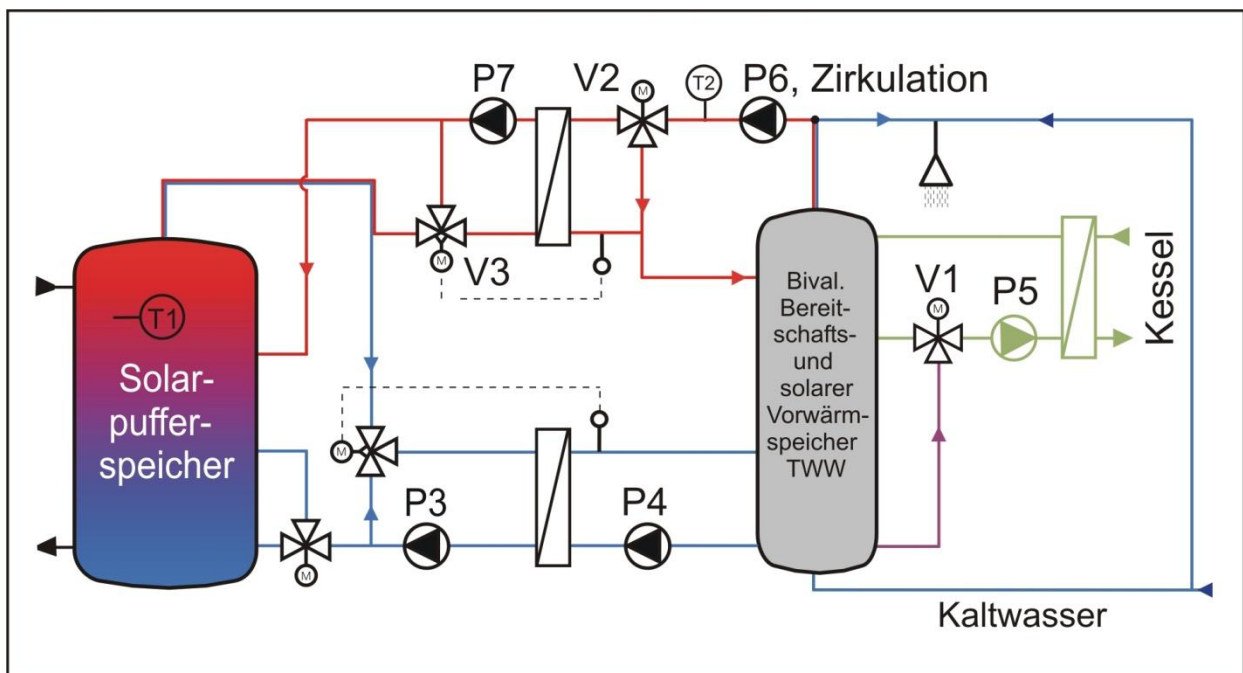 P7
V2
M
T2
P6, Zirkulation
M
V3
T1
Solar-
puffer-
speicher
M
M
P3
P4
Bival.
Bereit-
schafts-
und
solarer
Vorwärm-
speicher
TWW
V1
M
P5
Kessel
Kaltwasser